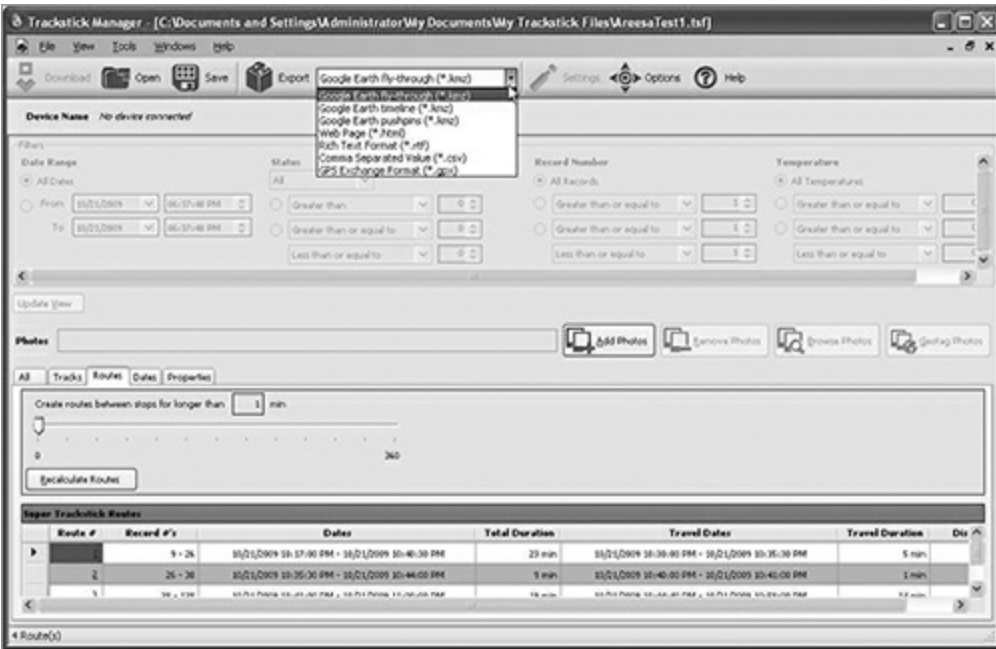 Trackstick Manager - [C:\Documents and Settings\Administrator\My Documents\My Trackstick Files\AreesaTest1.tsf]
File View Tools Windows Help
Download Open Save Export Google Earth fly-through (*.kmz) Settings Options Help
Google Earth fly-through (*.kmz)
Google Earth timeline (*.kmz)
Google Earth pushpins (*.kmz)
Web Page (*.html)
Rich Text Format (*.rtf)
Comma Separated Value (*.csv)
GPS Exchange Format (*.gpx)
Device Name No device connected
Filters
Date Range Status Record Number Temperature
All Dates All All Records All Temperatures
From 10/21/2009 06:37:48 PM Greater than 0 Greater than or equal to 1 Greater than or equal to
To 10/21/2009 06:37:48 PM Greater than or equal to 0 Greater than or equal to 1 Greater than or equal to
Less than or equal to 0 Less than or equal to 1 Less than or equal to
Update View
Photos Add Photos Remove Photos Browse Photos Geotag Photos
All Tracks Routes Dates Properties
Create routes between stops for longer than 1 min
0 360
Recalculate Routes
Super Trackstick Routes
Route # Record #'s Dates Total Duration Travel Dates Travel Duration Dis
1 9 - 26 10/21/2009 10:17:00 PM - 10/21/2009 10:40:30 PM 23 min 10/21/2009 10:30:00 PM - 10/21/2009 10:35:30 PM 5 min
2 26 - 38 10/21/2009 10:35:30 PM - 10/21/2009 10:44:00 PM 9 min 10/21/2009 10:40:00 PM - 10/21/2009 10:41:00 PM 1 min
3
4 Route(s)